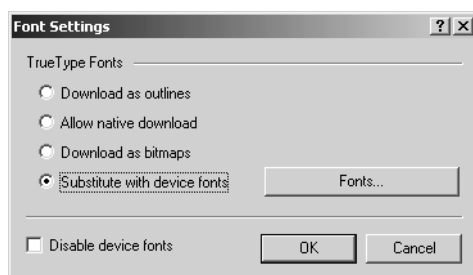 Font Settings
TrueType Fonts
Download as outlines
Allow native download
Download as bitmaps
Substitute with device fonts
Fonts...
Disable device fonts
OK
Cancel